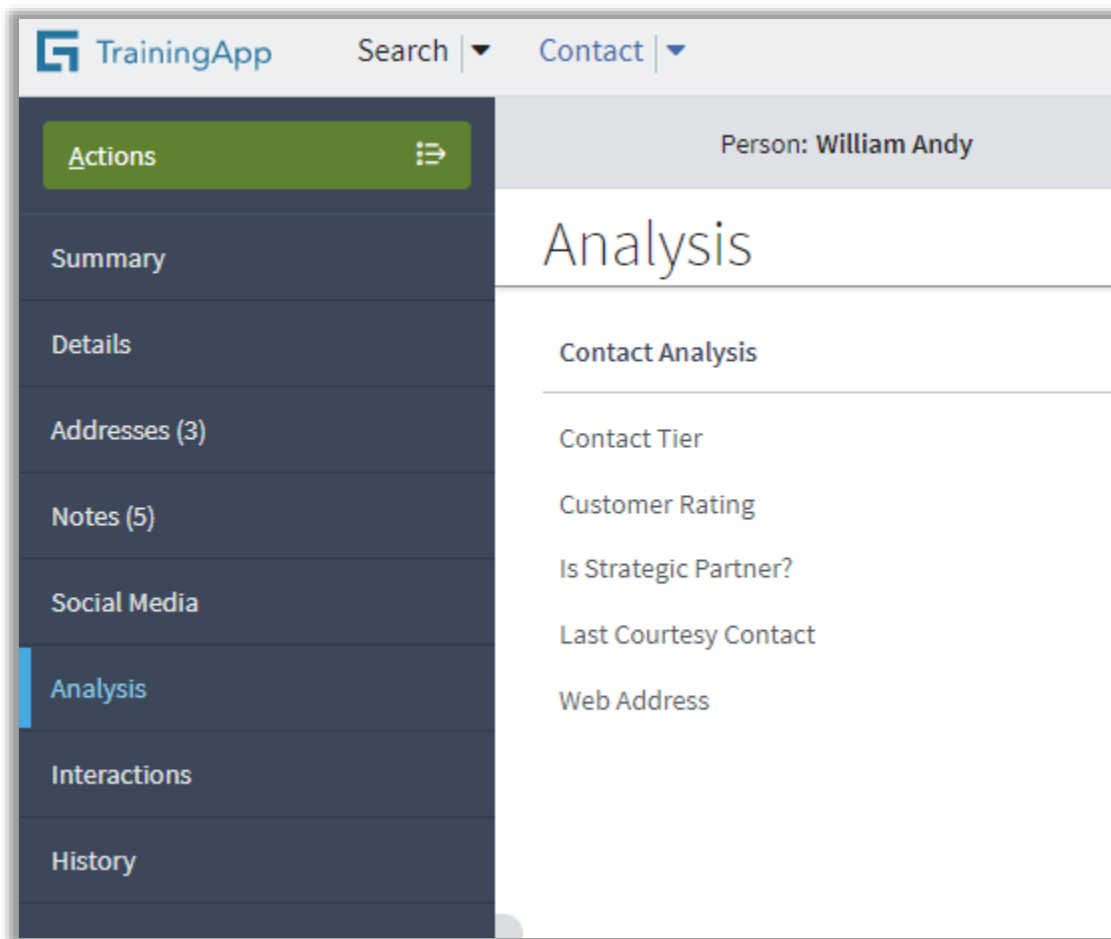 TrainingApp Search Contact
Actions
Person: William Andy
Summary
Details
Addresses (3)
Notes (5)
Social Media
Analysis
Interactions
History
Analysis
Contact Analysis
Contact Tier
Customer Rating
Is Strategic Partner?
Last Courtesy Contact
Web Address